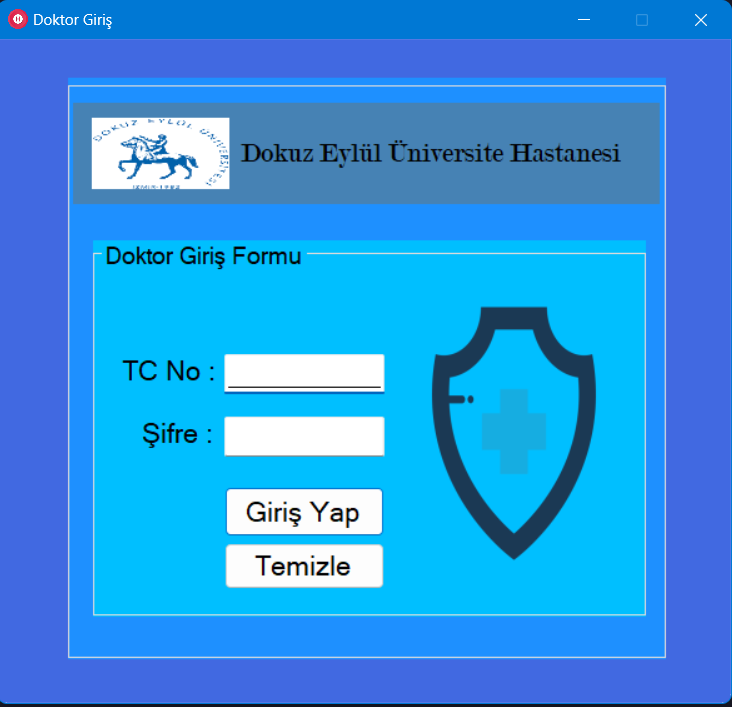 Doktor Giriş
DOKUZ EYLÜL ÜNİVERSİTESİ
İZMİR-1982
Dokuz Eylül Üniversite Hastanesi
Doktor Giriş Formu
TC No :
Şifre :
Giriş Yap
Temizle